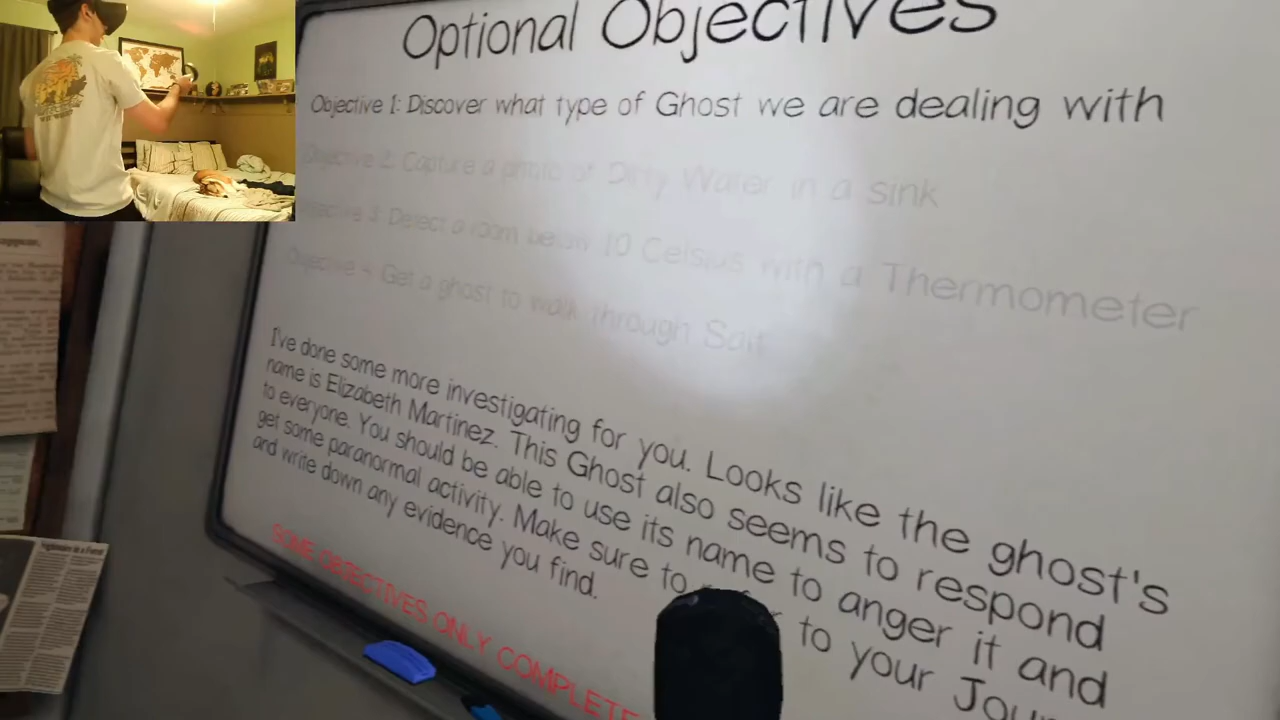 Optional Objectives
Objective 1: Discover what type of Ghost we are dealing with
Objective 2: Capture a photo of Dirty Water in a sink
Objective 3: Detect a room below 10 Celsius with a Thermometer
Objective 4: Get a ghost to walk through Salt
I've done some more investigating for you. Looks like the ghost's
name is Elizabeth Martinez. This Ghost also seems to respond
to everyone. You should be able to use its name to anger it and
get some paranormal activity. Make sure to to your Jour
and write down any evidence you find.
SOME OBJECTIVES ONLY COMPLETE